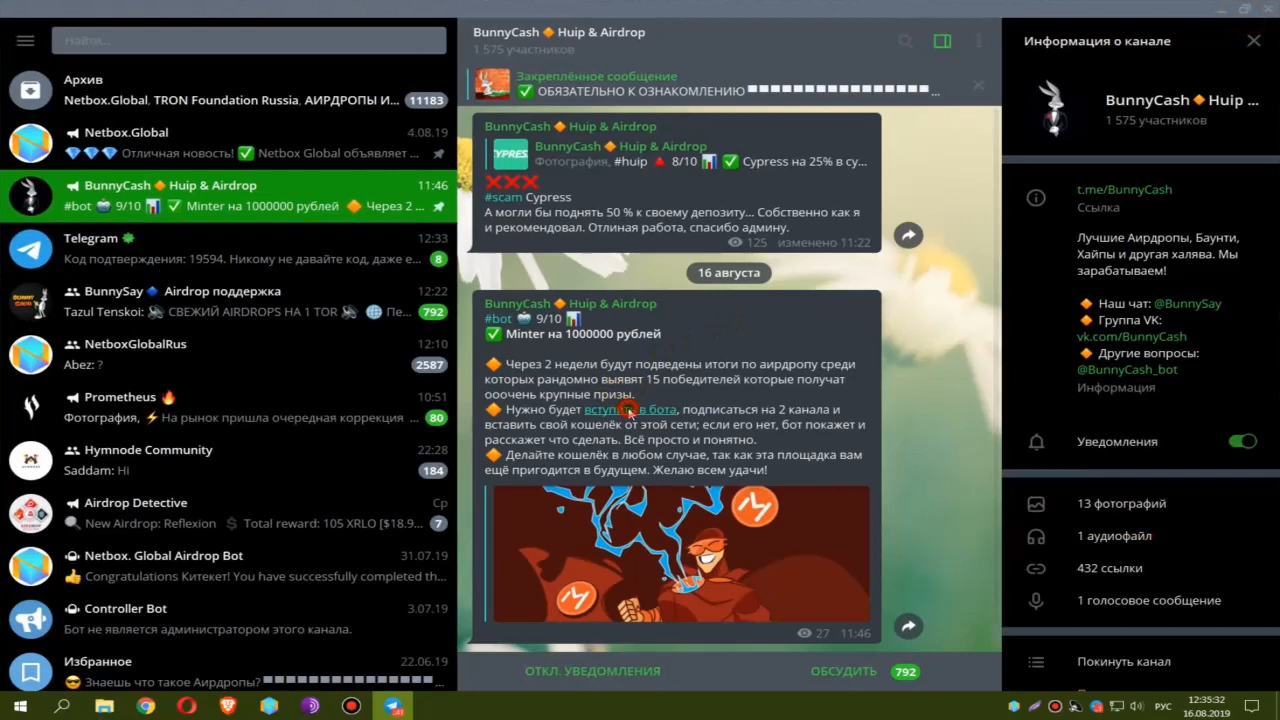 Найти...
Архив
Netbox.Global, TRON Foundation Russia, АИРДРОПЫ И...
11183
Netbox.Global
4.08.19
Отличная новость! ✅ Netbox Global объявляет ...
BunnyCash🔶Huip & Airdrop
11:46
#bot 🤖 9/10 📊 ✅ Minter на 1000000 рублей 🔶 Через 2 ...
Telegram
12:33
Код подтверждения: 19594. Никому не давайте код, даже е...
8
BunnySay🔷 Airdrop поддержка
12:22
Tazul Tenskoi: СВЕЖИЙ AIRDROPS НА 1 TOR Пе...
792
NetboxGlobalRus
12:10
Abez: ?
2587
Prometheus 🔥
10:51
Фотография, ⚡На рынок пришла очередная коррекция
80
Hymnode Community
22:28
Saddam: Hi
184
Airdrop Detective
Ср
New Airdrop: Reflexion Total reward: 105 XRLO [$18.9...
7
Netbox. Global Airdrop Bot
31.07.19
👍 Congratulations Китекет! You have successfully completed th...
Controller Bot
3.07.19
Бот не является администратором этого канала.
Избранное
22.06.19
😎 Знаешь что такое Аирдропы?
BunnyCash🔶Huip & Airdrop
1 575 участников
Закреплённое сообщение
✅ ОБЯЗАТЕЛЬНО К ОЗНАКОМЛЕНИЮ ...
BunnyCash🔶Huip & Airdrop
CYPRES
BunnyCash🔶Huip & Airdrop
Фотография, #huip 🔺 8/10 📊 ✅ Cypress на 25% в су...
❌❌❌
#scam Cypress
А могли бы поднять 50 % к своему депозиту... Собственно как я
и рекомендовал. Отлиная работа, спасибо админу.
125 изменено 11:22
16 августа
BunnyCash🔶Huip & Airdrop
#bot 🤖 9/10 📊
✅ Minter на 1000000 рублей
🔶 Через 2 недели будут подведены итоги по аирдропу среди
которых рандомно выявят 15 победителей которые получат
ооочень крупные призы.
🔶 Нужно будет вступить в бота, подписаться на 2 канала и
вставить свой кошелёк от этой сети; если его нет, бот покажет и
расскажет что сделать. Всё просто и понятно.
🔶 Делайте кошелёк в любом случае, так как эта площадка вам
ещё пригодится в будущем. Желаю всем удачи!
27 11:46
ОТКЛ. УВЕДОМЛЕНИЯ
ОБСУДИТЬ 792
Информация о канале
BunnyCash🔶Huip ...
1 575 участников
t.me/BunnyCash
Ссылка
Лучшие Аирдропы, Баунти,
Хайпы и другая халява. Мы
зарабатываем!
🔶 Наш чат: @BunnySay
🔶 Группа VK:
vk.com/BunnyCash
🔶 Другие вопросы:
@BunnyCash_bot
Информация
Уведомления
13 фотографий
1 аудиофайл
432 ссылки
1 голосовое сообщение
Покинуть канал
РУС
12:35:32
16.08.2019